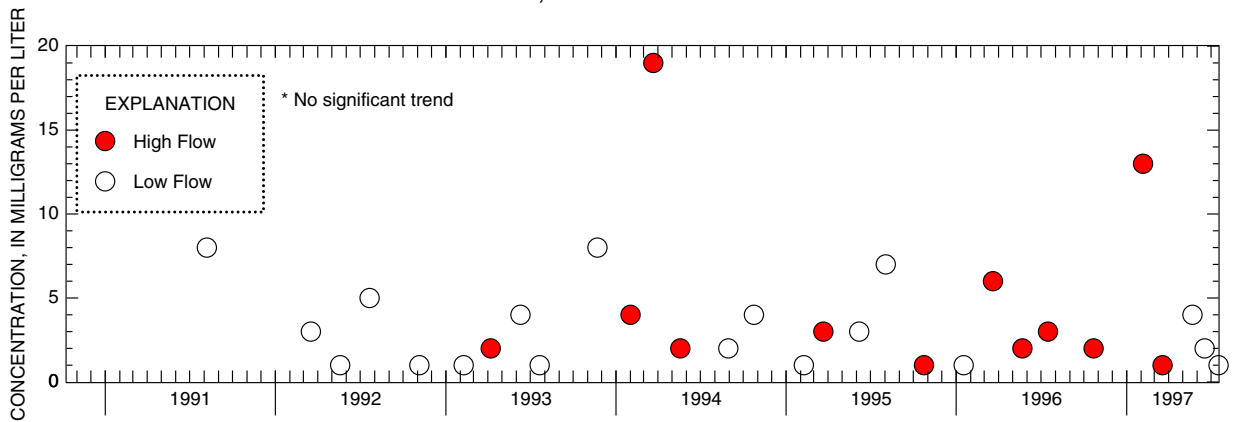 CONCENTRATION, IN MILLIGRAMS PER LITER
20
15
10
5
0
EXPLANATION
High Flow
Low Flow
* No significant trend
1991 1992 1993 1994 1995 1996 1997